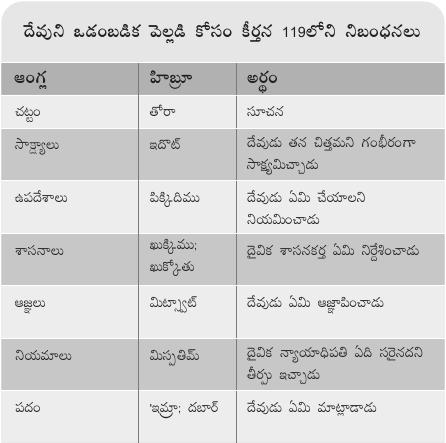 దేవుని ఒడంబడిక వెల్లడి కోసం కీర్తన 119లోని నిబంధనలు
ఆంగ్ల హిబ్రూ అర్థం
చట్టం తోరా సూచన
సాక్ష్యాలు ఇదొట్ దేవుడు తన చిత్తమని గంభీరంగా
సాక్ష్యమిచ్చాడు
ఉపదేశాలు పిక్కిదిము దేవుడు ఏమి చేయాలని
నియమించాడు
శాసనాలు ఖుక్కిము; దైవిక శాసనకర్త ఏమి నిర్దేశించాడు
ఖుక్కోతు
ఆజ్ఞలు మిట్స్వొట్ దేవుడు ఏమి ఆజ్ఞాపించాడు
నియమాలు మిస్పతిమ్ దైవిక న్యాయాధిపతి ఏది సరైనదని
తీర్పు ఇచ్చాడు
పదం 'ఇమ్రా; దబార్ దేవుడు ఏమి మాట్లాడాడు